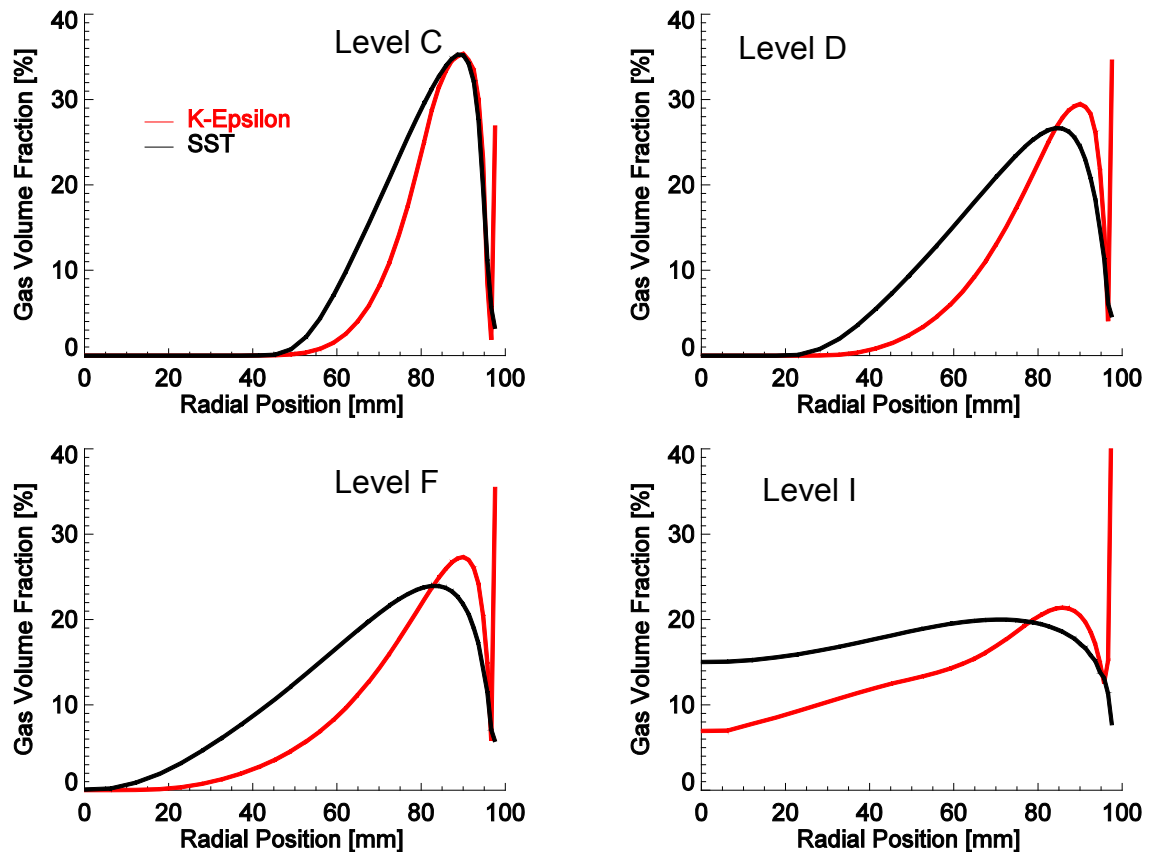 Level C
Gas Volume Fraction [%]
40
30
20
10
0
K-Epsilon
SST
0 20 40 60 80 100
Radial Position [mm]
Level D
Gas Volume Fraction [%]
40
30
20
10
0
0 20 40 60 80 100
Radial Position [mm]
Level F
Gas Volume Fraction [%]
40
30
20
10
0
0 20 40 60 80 100
Radial Position [mm]
Level I
Gas Volume Fraction [%]
40
30
20
10
0
0 20 40 60 80 100
Radial Position [mm]